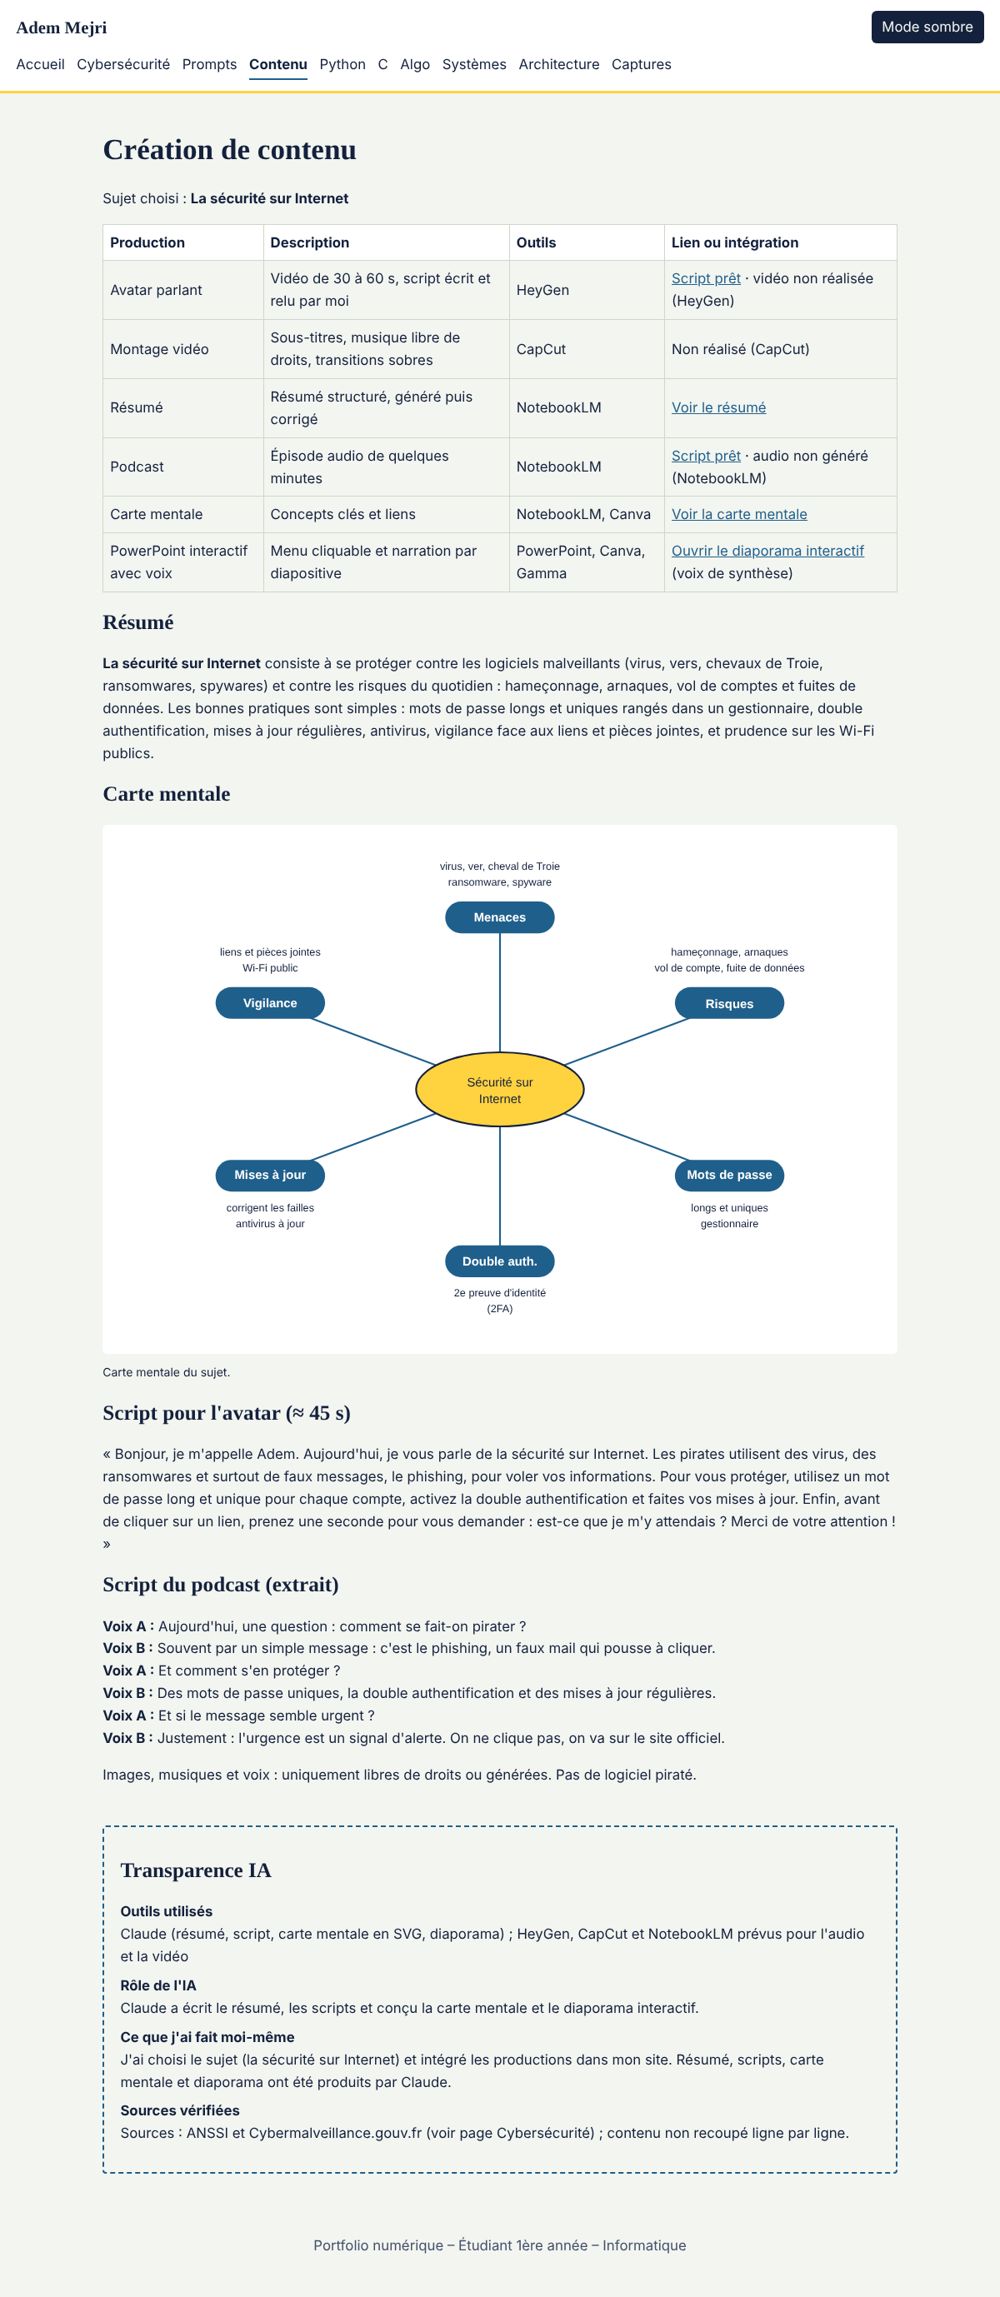 Adem Mejri
Mode sombre
Accueil Cybersécurité Prompts Contenu Python C Algo Systèmes Architecture Captures
Création de contenu
Sujet choisi : La sécurité sur Internet
Production Description Outils Lien ou intégration
Avatar parlant
Vidéo de 30 à 60 s, script écrit et
relu par moi
HeyGen
Script prêt · vidéo non réalisée
(HeyGen)
Montage vidéo
Sous-titres, musique libre de
droits, transitions sobres
CapCut
Non réalisé (CapCut)
Résumé
Résumé structuré, généré puis
corrigé
NotebookLM
Voir le résumé
Podcast
Épisode audio de quelques
minutes
NotebookLM
Script prêt · audio non généré
(NotebookLM)
Carte mentale
Concepts clés et liens
NotebookLM, Canva
Voir la carte mentale
PowerPoint interactif
avec voix
Menu cliquable et narration par
diapositive
PowerPoint, Canva,
Gamma
Ouvrir le diaporama interactif
(voix de synthèse)
Résumé
La sécurité sur Internet consiste à se protéger contre les logiciels malveillants (virus, vers, chevaux de Troie,
ransomwares, spywares) et contre les risques du quotidien : hameçonnage, arnaques, vol de comptes et fuites de
données. Les bonnes pratiques sont simples : mots de passe longs et uniques rangés dans un gestionnaire, double
authentification, mises à jour régulières, antivirus, vigilance face aux liens et pièces jointes, et prudence sur les Wi-Fi
publics.
Carte mentale
virus, ver, cheval de Troie
ransomware, spyware
Menaces
liens et pièces jointes
Wi-Fi public
Vigilance
hameçonnage, arnaques
vol de compte, fuite de données
Risques
Sécurité sur
Internet
Mises à jour
corrigent les failles
antivirus à jour
Mots de passe
longs et uniques
gestionnaire
Double auth.
2e preuve d'identité
(2FA)
Carte mentale du sujet.
Script pour l'avatar (≈ 45 s)
« Bonjour, je m'appelle Adem. Aujourd'hui, je vous parle de la sécurité sur Internet. Les pirates utilisent des virus, des
ransomwares et surtout de faux messages, le phishing, pour voler vos informations. Pour vous protéger, utilisez un mot
de passe long et unique pour chaque compte, activez la double authentification et faites vos mises à jour. Enfin, avant
de cliquer sur un lien, prenez une seconde pour vous demander : est-ce que je m'y attendais ? Merci de votre attention !
»
Script du podcast (extrait)
Voix A : Aujourd'hui, une question : comment se fait-on pirater ?
Voix B : Souvent par un simple message : c'est le phishing, un faux mail qui pousse à cliquer.
Voix A : Et comment s'en protéger ?
Voix B : Des mots de passe uniques, la double authentification et des mises à jour régulières.
Voix A : Et si le message semble urgent ?
Voix B : Justement : l'urgence est un signal d'alerte. On ne clique pas, on va sur le site officiel.
Images, musiques et voix : uniquement libres de droits ou générées. Pas de logiciel piraté.
Transparence IA
Outils utilisés
Claude (résumé, script, carte mentale en SVG, diaporama) ; HeyGen, CapCut et NotebookLM prévus pour l'audio
et la vidéo
Rôle de l'IA
Claude a écrit le résumé, les scripts et conçu la carte mentale et le diaporama interactif.
Ce que j'ai fait moi-même
J'ai choisi le sujet (la sécurité sur Internet) et intégré les productions dans mon site. Résumé, scripts, carte
mentale et diaporama ont été produits par Claude.
Sources vérifiées
Sources : ANSSI et Cybermalveillance.gouv.fr (voir page Cybersécurité) ; contenu non recoupé ligne par ligne.
Portfolio numérique – Étudiant 1ère année – Informatique